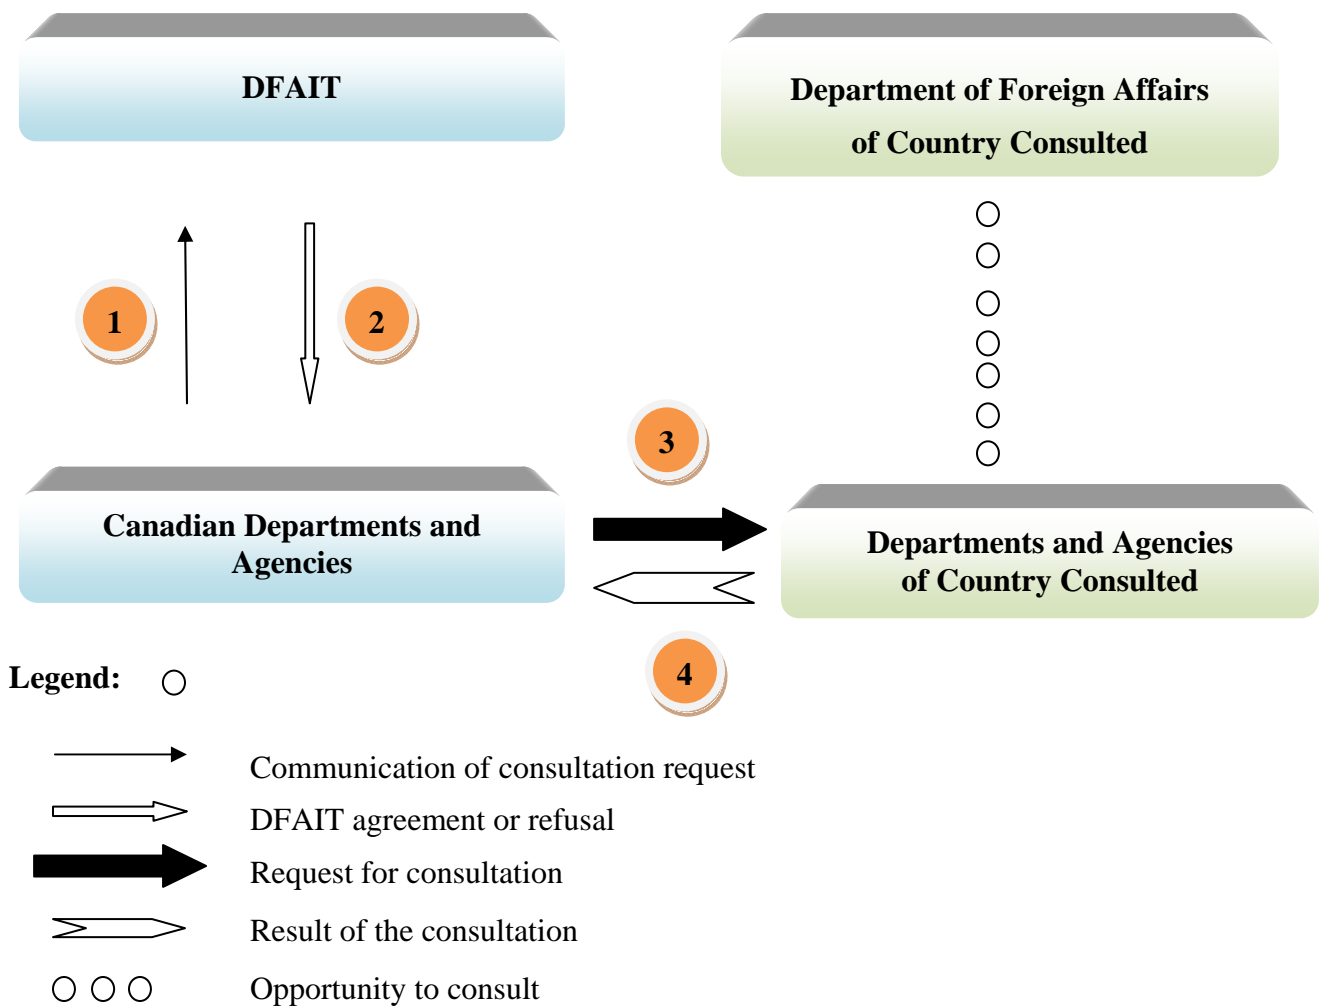 DFAIT
Department of Foreign Affairs
of Country Consulted
1
2
3
Canadian Departments and
Agencies
Departments and Agencies
of Country Consulted
4
Legend:
Communication of consultation request
DFAIT agreement or refusal
Request for consultation
Result of the consultation
Opportunity to consult